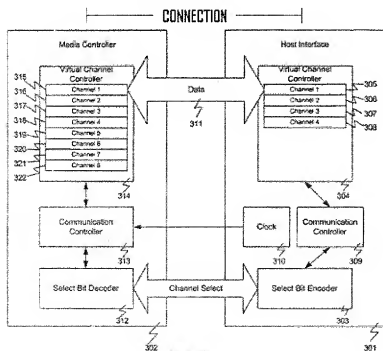 CONNECTION
Media Controller
Host Interface
Virtual Channel
Controller
Virtual Channel
Controller
315
Channel 1
316
Channel 2
317
Channel 3
318
Channel 4
319
Channel 5
320
Channel 6
321
Channel 7
322
Channel 8
Data
311
Channel 1
305
Channel 2
306
Channel 3
307
Channel 4
308
314
304
Communication
Controller
313
Clock
310
Communication
Controller
309
Select Bit Decoder
312
Channel Select
Select Bit Encoder
303
302
301